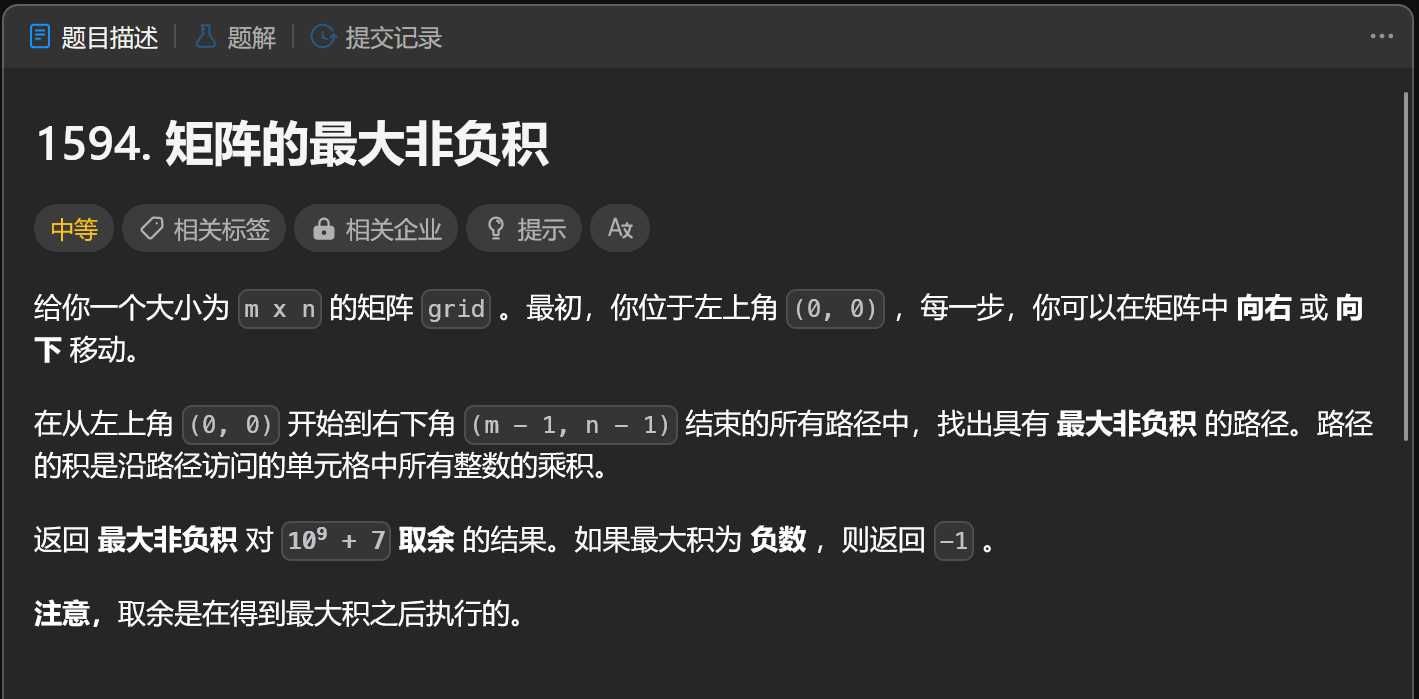 题目描述 题解 提交记录
1594. 矩阵的最大非负积
中等 相关标签 相关企业 提示
给你一个大小为 m x n 的矩阵 grid 。最初，你位于左上角 (0, 0) ，每一步，你可以在矩阵中 向右 或 向
下 移动。
在从左上角 (0, 0) 开始到右下角 (m - 1, n - 1) 结束的所有路径中，找出具有 最大非负积 的路径。路径
的积是沿路径访问的单元格中所有整数的乘积。
返回 最大非负积 对 10⁹ + 7 取余 的结果。如果最大积为 负数 ，则返回 -1 。
注意，取余是在得到最大积之后执行的。